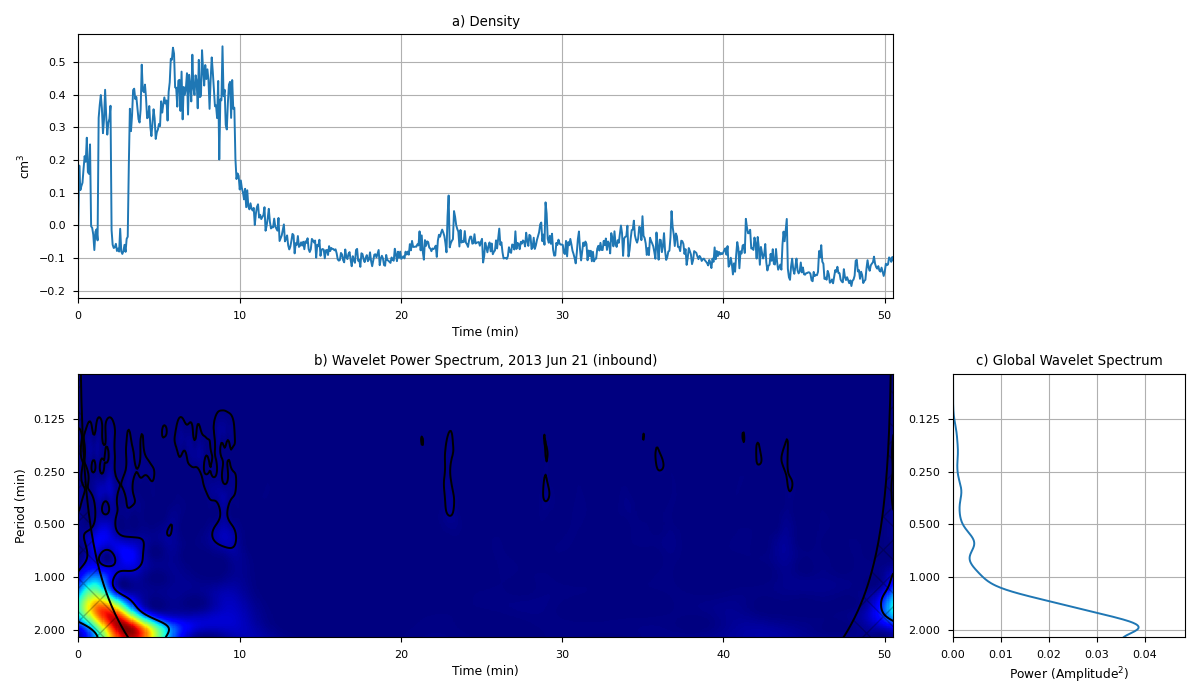 a) Density
cm³
0.5
0.4
0.3
0.2
0.1
0.0
−0.1
−0.2
0 10 20 30 40 50
Time (min)
b) Wavelet Power Spectrum, 2013 Jun 21 (inbound)
Period (min)
0.125
0.250
0.500
1.000
2.000
0 10 20 30 40 50
Time (min)
c) Global Wavelet Spectrum
0.125
0.250
0.500
1.000
2.000
0.00 0.01 0.02 0.03 0.04
Power (Amplitude²)